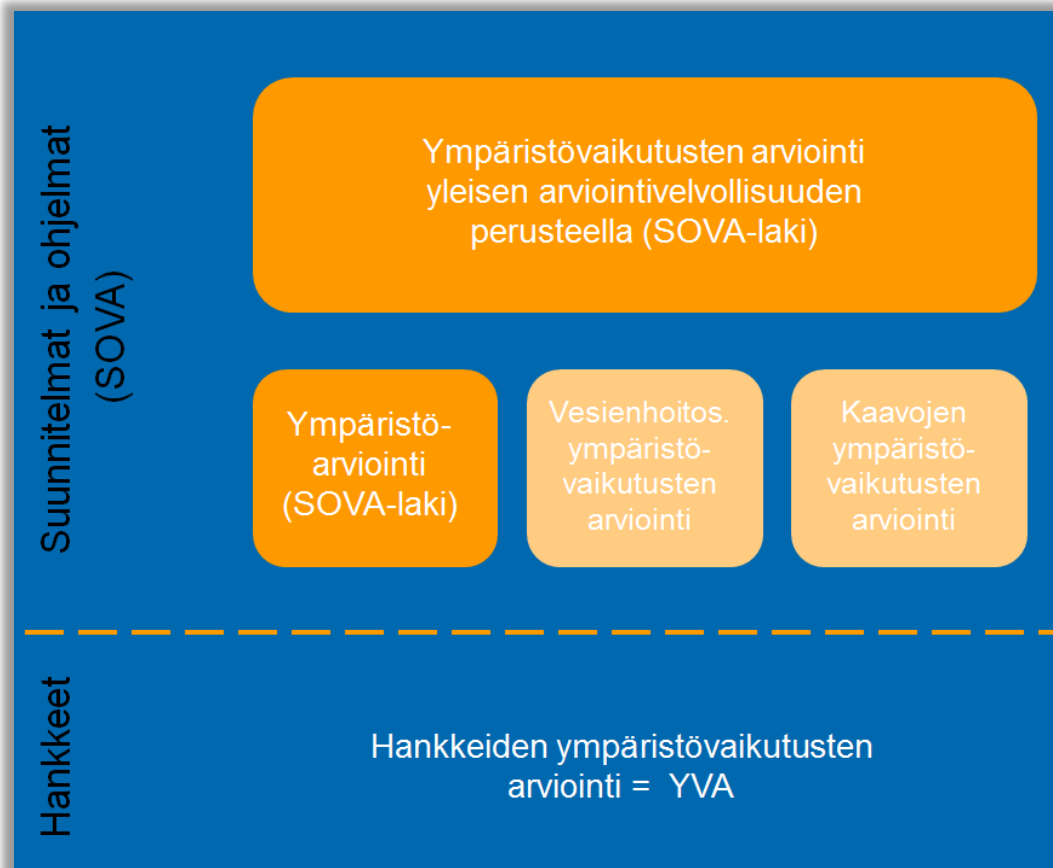 Suunnitelmat ja ohjelmat
(SOVA)
Ympäristövaikutusten arviointi
yleisen arviointivelvollisuuden
perusteella (SOVA-laki)
Ympäristö-
arviointi
(SOVA-laki)
Vesienhoitos.
ympäristö-
vaikutusten
arviointi
Kaavojen
ympäristö-
vaikutusten
arviointi
Hankkeet
Hankkeiden ympäristövaikutusten
arviointi = YVA